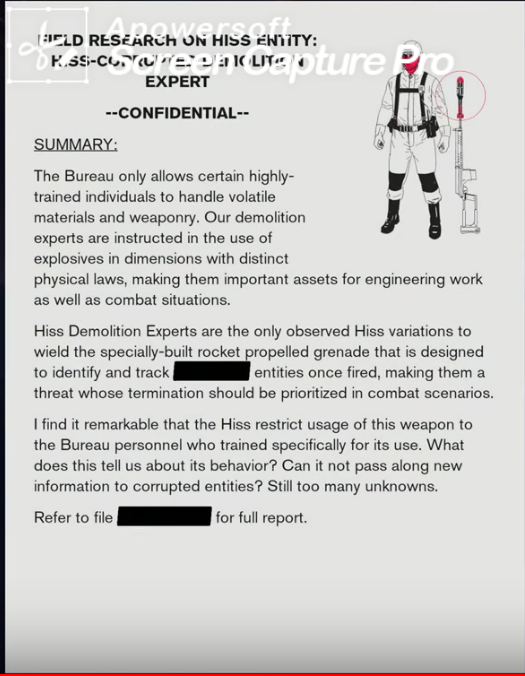 Apowersoft
Screen Capture Pro
FIELD RESEARCH ON HISS ENTITY:
HISS-CORRUPTED DEMOLITION
EXPERT
--CONFIDENTIAL--
SUMMARY:
The Bureau only allows certain highly-
trained individuals to handle volatile
materials and weaponry. Our demolition
experts are instructed in the use of
explosives in dimensions with distinct
physical laws, making them important assets for engineering work
as well as combat situations.
Hiss Demolition Experts are the only observed Hiss variations to
wield the specially-built rocket propelled grenade that is designed
to identify and track entities once fired, making them a
threat whose termination should be prioritized in combat scenarios.
I find it remarkable that the Hiss restrict usage of this weapon to
the Bureau personnel who trained specifically for its use. What
does this tell us about its behavior? Can it not pass along new
information to corrupted entities? Still too many unknowns.
Refer to file for full report.